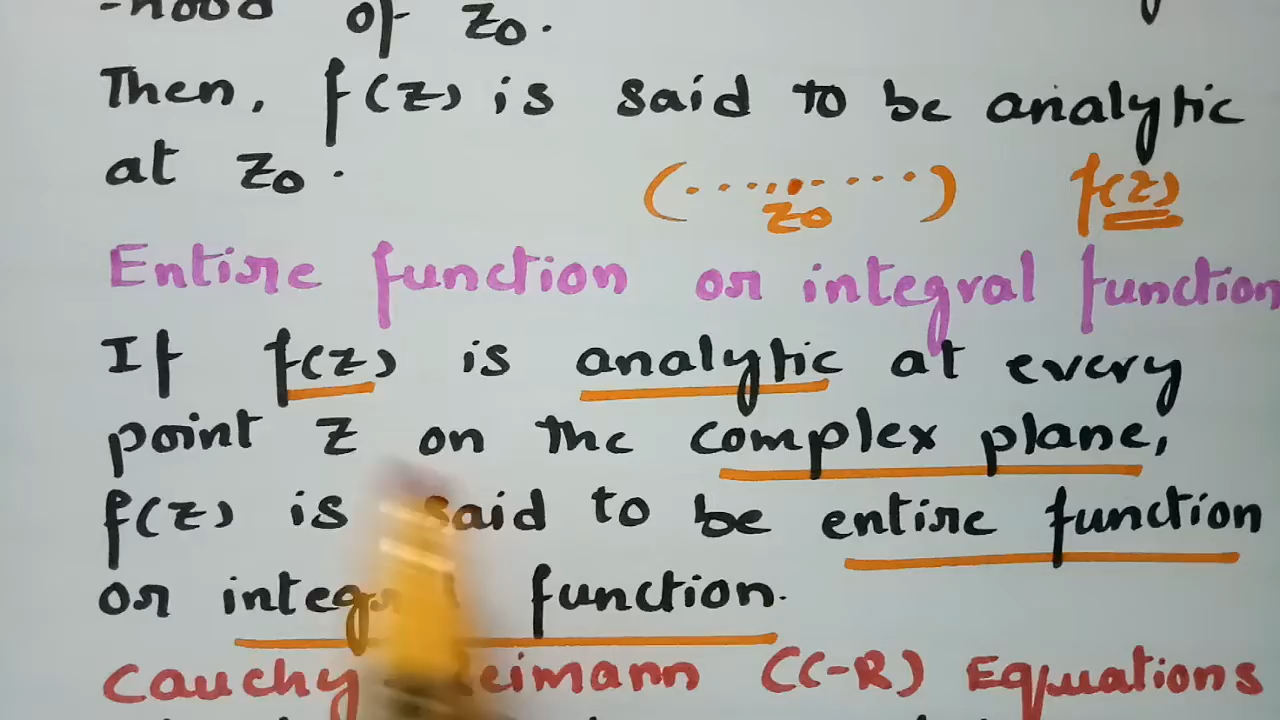 -hood of z0.
Then, f(z) is said to be analytic
at z0.
(.............) f(z)
z0
Entire function or integral function
If f(z) is analytic at every
point z on the complex plane,
f(z) is said to be entire function
or function.
Cauchy (C-R) Equations